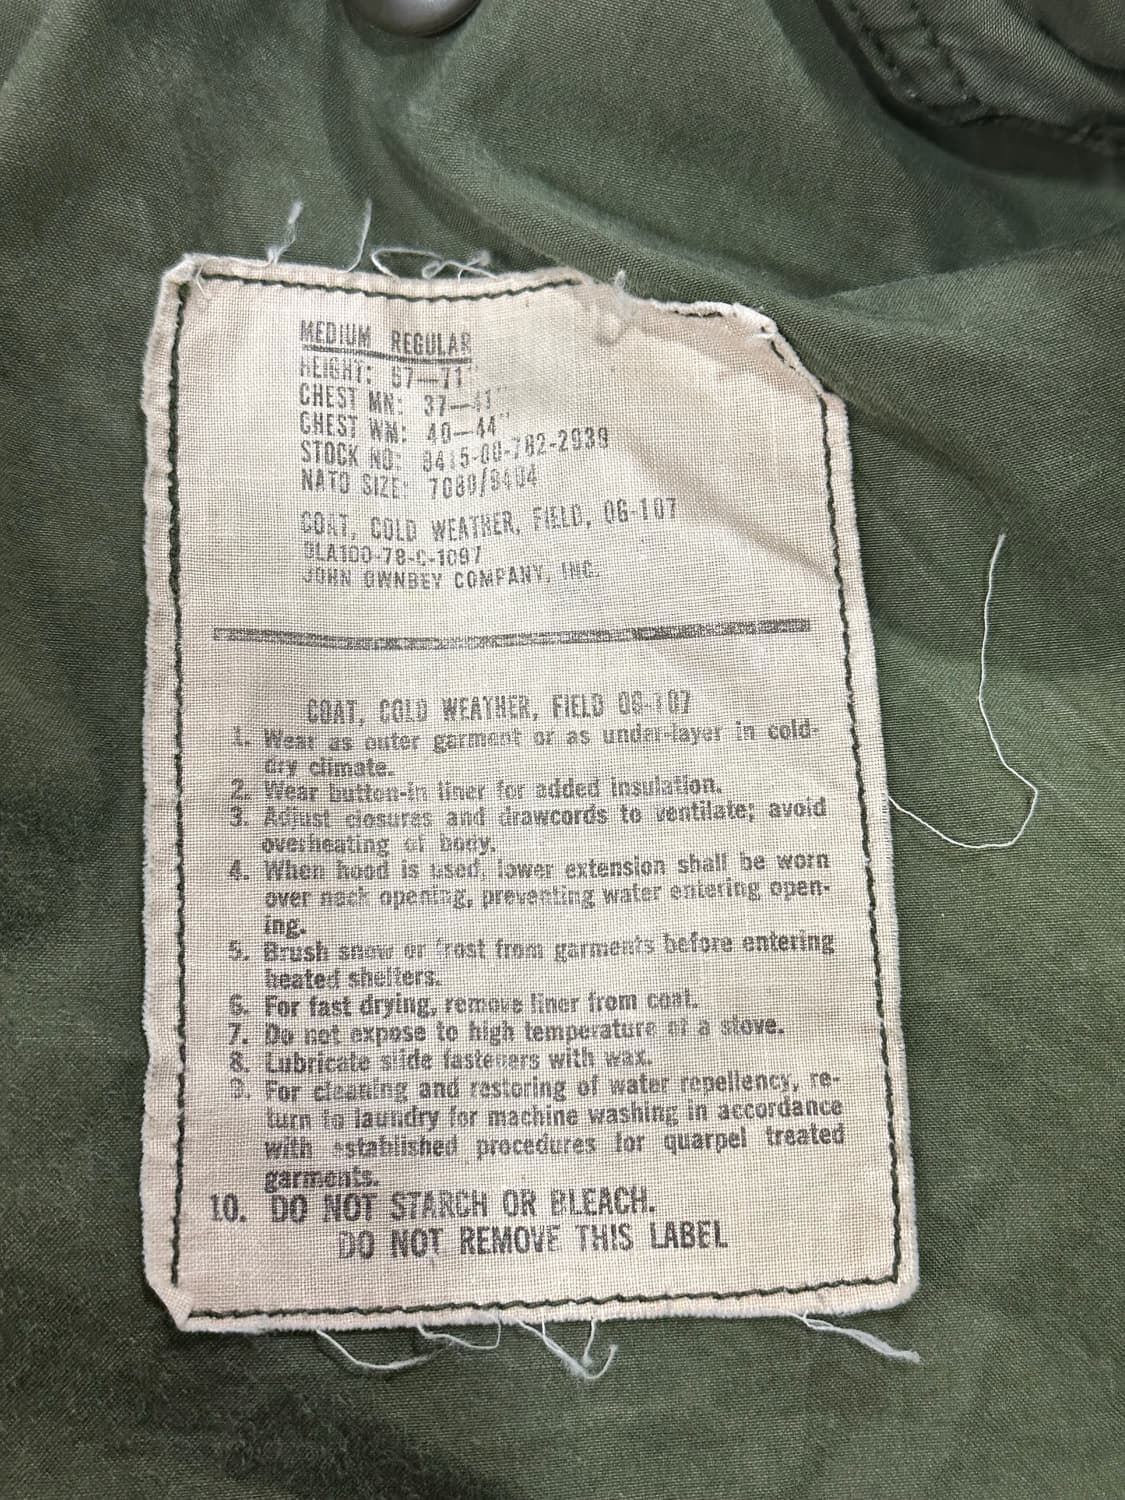 MEDIUM REGULAR
HEIGHT: 67—71"
CHEST MN: 37—41"
CHEST WM: 40—44"
STOCK NO: 8415-00-782-2939
NATO SIZE: 7080/9404
COAT, COLD WEATHER, FIELD, OG-107
DLA100-78-C-1097
JOHN OWNBEY COMPANY, INC.
COAT, COLD WEATHER, FIELD OG-107
1. Wear as outer garment or as under-layer in cold-
dry climate.
2. Wear button-in liner for added insulation.
3. Adjust closures and drawcords to ventilate; avoid
overheating of body.
4. When hood is used, lower extension shall be worn
over neck opening, preventing water entering open-
ing.
5. Brush snow or frost from garments before entering
heated shelters.
6. For fast drying, remove liner from coat.
7. Do not expose to high temperature of a stove.
8. Lubricate slide fasteners with wax.
9. For cleaning and restoring of water repellency, re-
turn to laundry for machine washing in accordance
with established procedures for quarpel treated
garments.
10. DO NOT STARCH OR BLEACH.
DO NOT REMOVE THIS LABEL